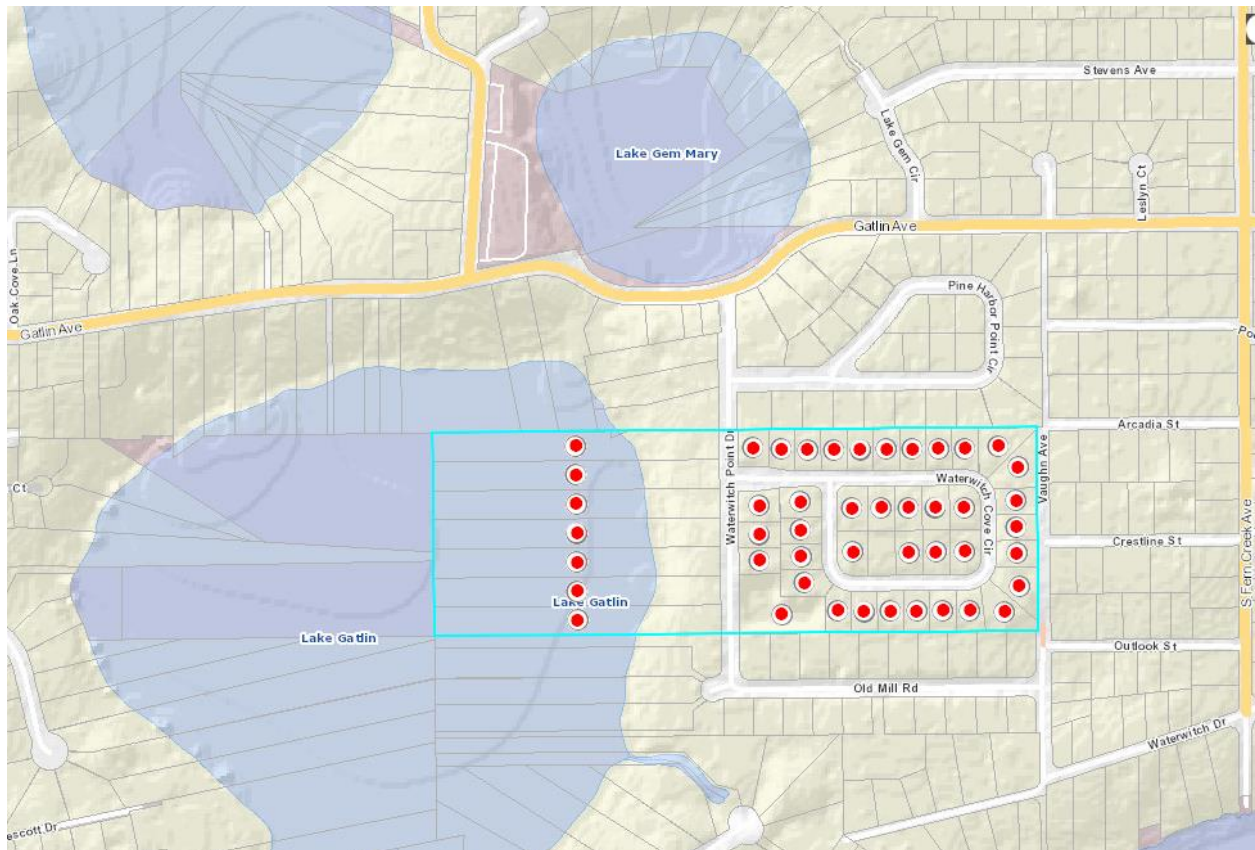 Stevens Ave
Lake Gem Mary
Lake Gem Cir
Leslyn Ct
Gatlin Ave
Oak Cove Ln
Gatlin Ave
Pine Harbor Point Cir
Arcadia St
Waterwitch Point Dr
Vaughn Ave
Ct
Waterwitch Cove Cir
Crestline St
S Fern Creek Ave
Lake Gatlin
Lake Gatlin
Outlook St
Old Mill Rd
Waterwitch Dr
escott Dr